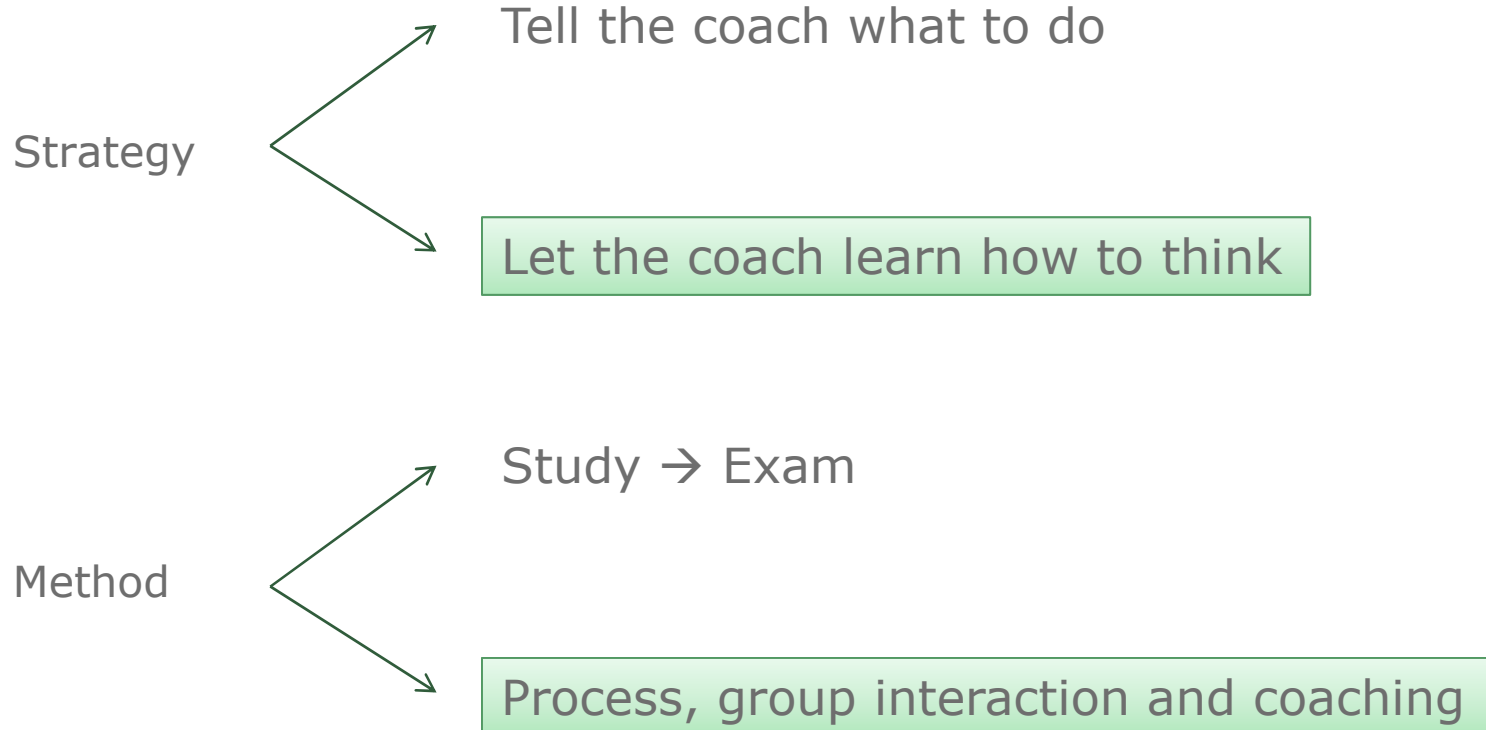 Tell the coach what to do
Strategy
Let the coach learn how to think
Study → Exam
Method
Process, group interaction and coaching